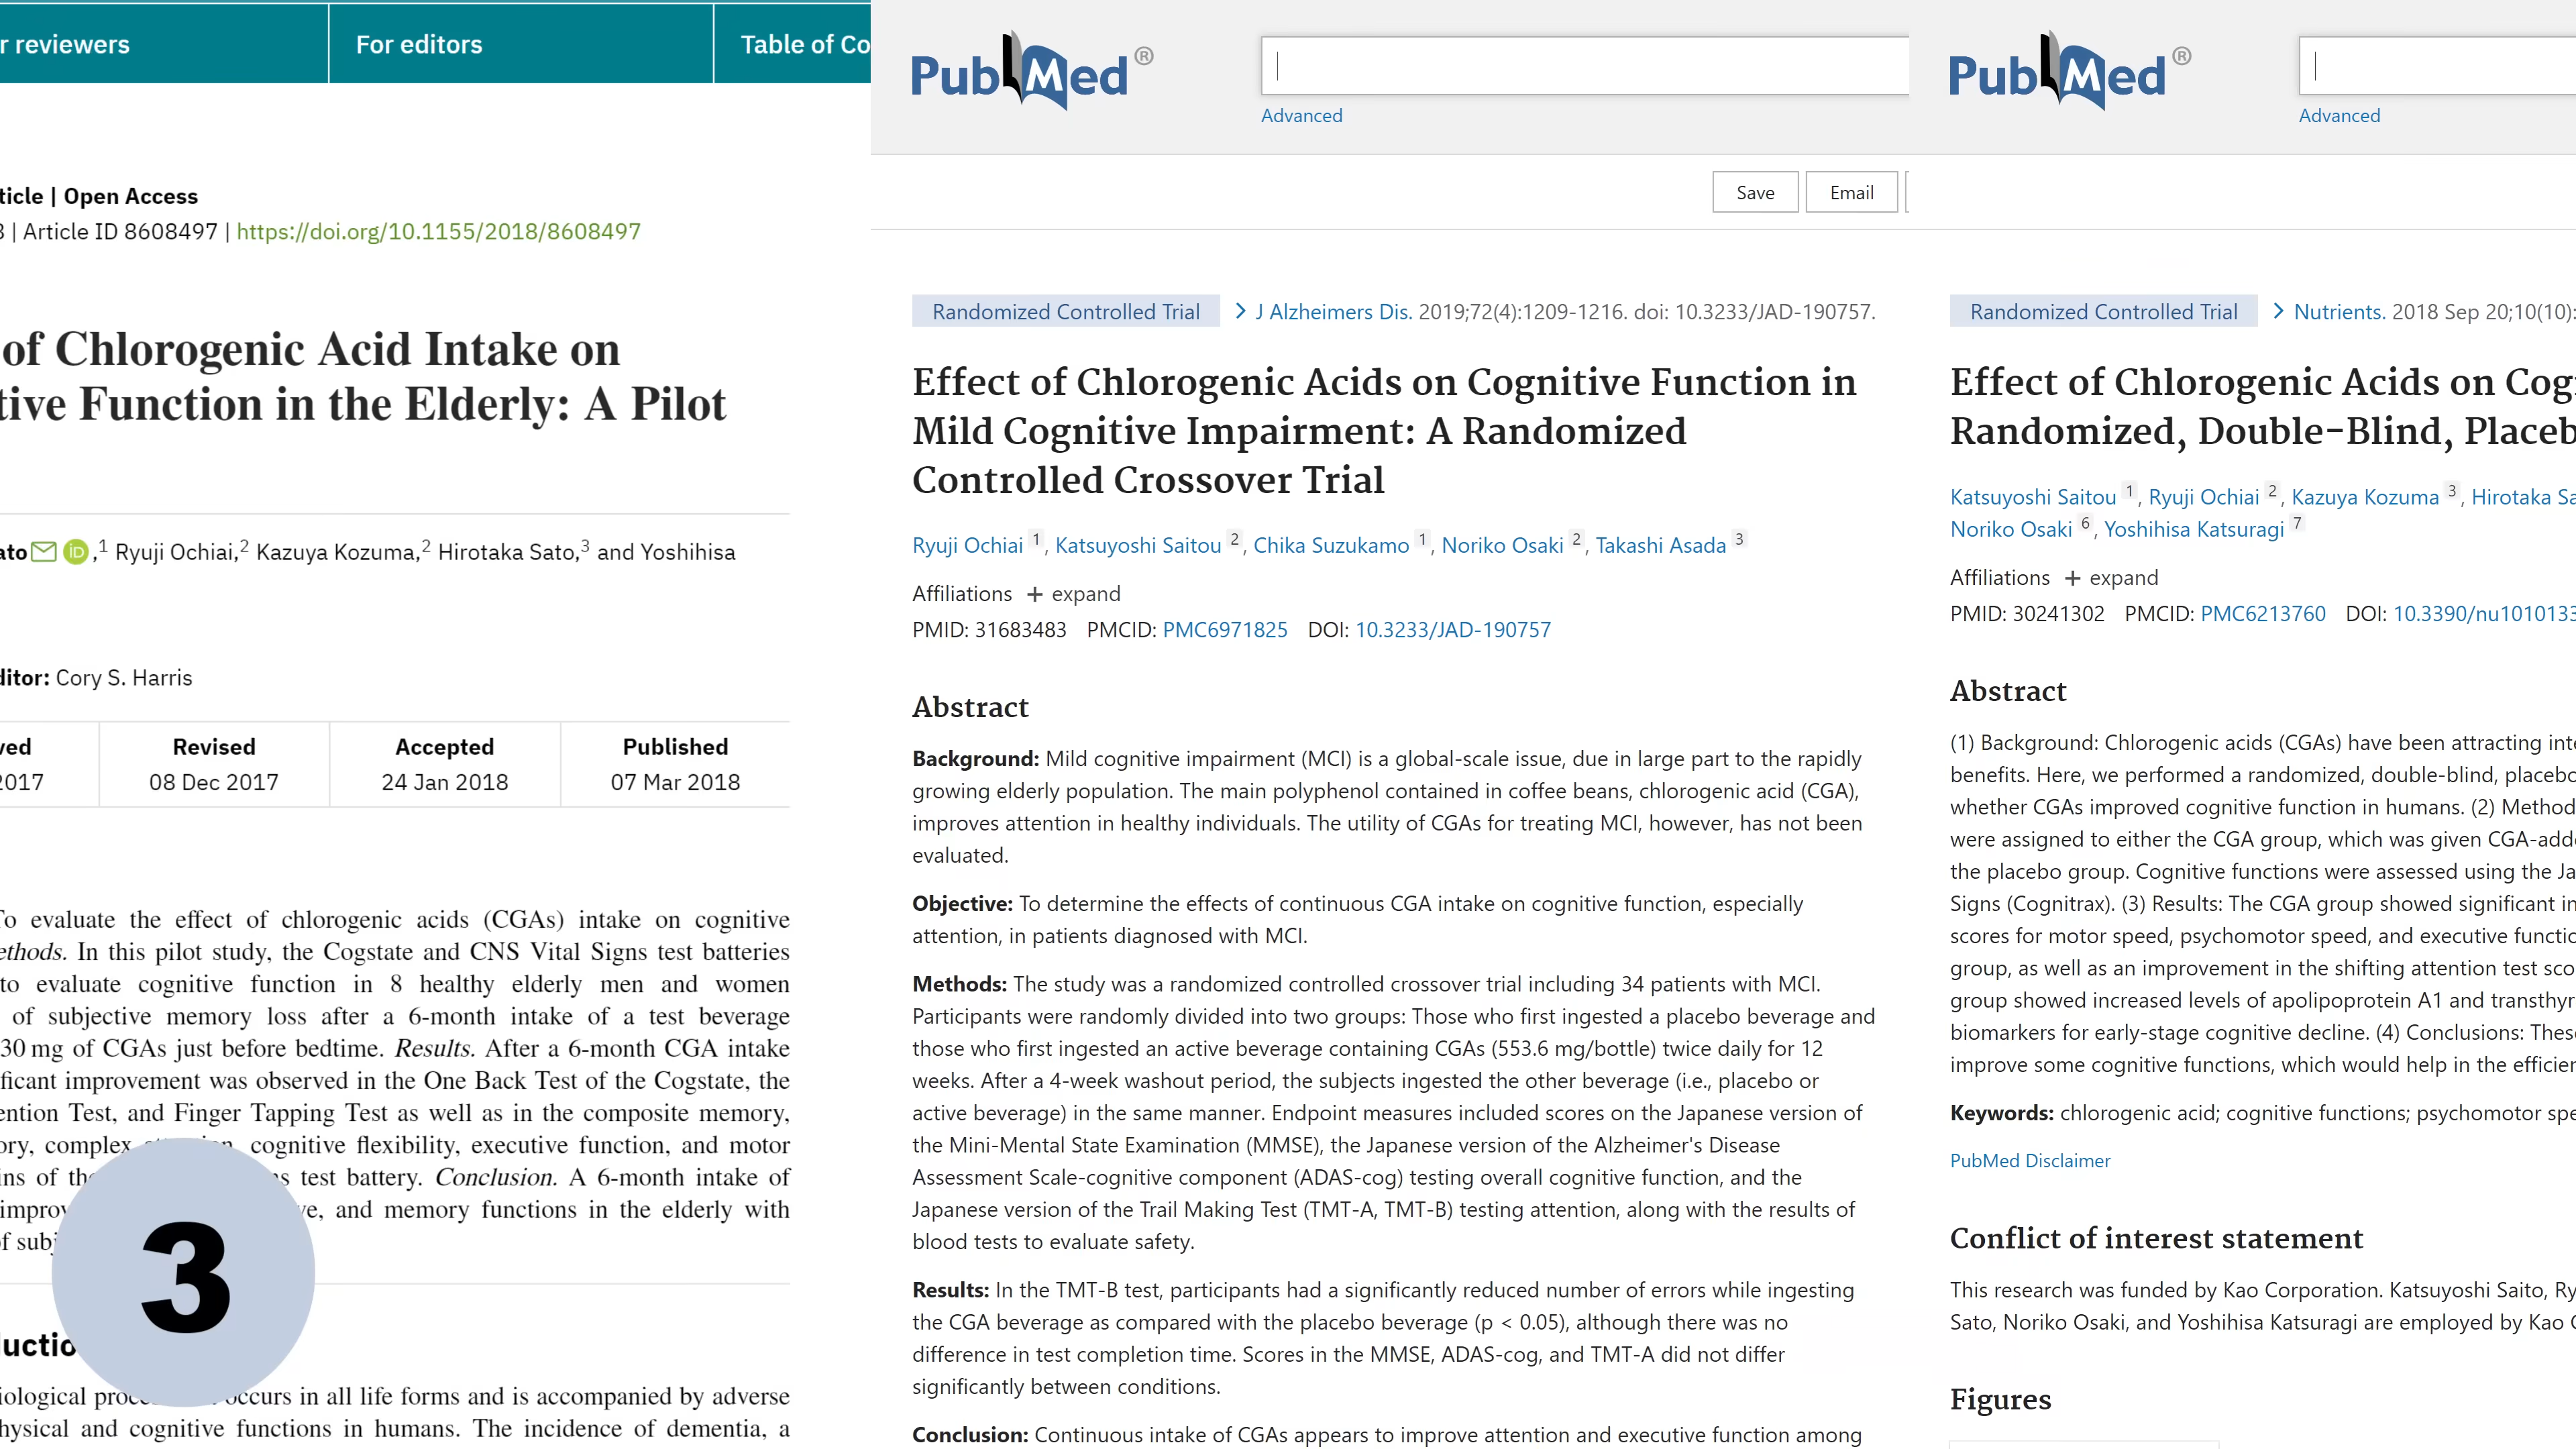 r reviewers
For editors
Table of Co
ticle | Open Access
8 | Article ID 8608497 | https://doi.org/10.1155/2018/8608497
of Chlorogenic Acid Intake on
tive Function in the Elderly: A Pilot
ato ,1 Ryuji Ochiai,2 Kazuya Kozuma,2 Hirotaka Sato,3 and Yoshihisa
ditor: Cory S. Harris
ved Revised Accepted Published
2017 08 Dec 2017 24 Jan 2018 07 Mar 2018
To evaluate the effect of chlorogenic acids (CGAs) intake on cognitive
ethods. In this pilot study, the Cogstate and CNS Vital Signs test batteries
to evaluate cognitive function in 8 healthy elderly men and women
of subjective memory loss after a 6-month intake of a test beverage
30 mg of CGAs just before bedtime. Results. After a 6-month CGA intake
ficant improvement was observed in the One Back Test of the Cogstate, the
ention Test, and Finger Tapping Test as well as in the composite memory,
ory, complex cognitive flexibility, executive function, and motor
ins of the s test battery. Conclusion. A 6-month intake of
improv ve, and memory functions in the elderly with
of subj
3
ductio
iological proc occurs in all life forms and is accompanied by adverse
hysical and cognitive functions in humans. The incidence of dementia, a
PubMed®
Advanced
Save
Email
Randomized Controlled Trial > J Alzheimers Dis. 2019;72(4):1209-1216. doi: 10.3233/JAD-190757.
Effect of Chlorogenic Acids on Cognitive Function in
Mild Cognitive Impairment: A Randomized
Controlled Crossover Trial
Ryuji Ochiai 1, Katsuyoshi Saitou 2, Chika Suzukamo 1, Noriko Osaki 2, Takashi Asada 3
Affiliations + expand
PMID: 31683483 PMCID: PMC6971825 DOI: 10.3233/JAD-190757
Abstract
Background: Mild cognitive impairment (MCI) is a global-scale issue, due in large part to the rapidly
growing elderly population. The main polyphenol contained in coffee beans, chlorogenic acid (CGA),
improves attention in healthy individuals. The utility of CGAs for treating MCI, however, has not been
evaluated.
Objective: To determine the effects of continuous CGA intake on cognitive function, especially
attention, in patients diagnosed with MCI.
Methods: The study was a randomized controlled crossover trial including 34 patients with MCI.
Participants were randomly divided into two groups: Those who first ingested a placebo beverage and
those who first ingested an active beverage containing CGAs (553.6 mg/bottle) twice daily for 12
weeks. After a 4-week washout period, the subjects ingested the other beverage (i.e., placebo or
active beverage) in the same manner. Endpoint measures included scores on the Japanese version of
the Mini-Mental State Examination (MMSE), the Japanese version of the Alzheimer's Disease
Assessment Scale-cognitive component (ADAS-cog) testing overall cognitive function, and the
Japanese version of the Trail Making Test (TMT-A, TMT-B) testing attention, along with the results of
blood tests to evaluate safety.
Results: In the TMT-B test, participants had a significantly reduced number of errors while ingesting
the CGA beverage as compared with the placebo beverage (p < 0.05), although there was no
difference in test completion time. Scores in the MMSE, ADAS-cog, and TMT-A did not differ
significantly between conditions.
Conclusion: Continuous intake of CGAs appears to improve attention and executive function among
PubMed®
Advanced
Randomized Controlled Trial > Nutrients. 2018 Sep 20;10(10):
Effect of Chlorogenic Acids on Cog
Randomized, Double-Blind, Placeb
Katsuyoshi Saitou 1, Ryuji Ochiai 2, Kazuya Kozuma 3, Hirotaka Sa
Noriko Osaki 6, Yoshihisa Katsuragi 7
Affiliations + expand
PMID: 30241302 PMCID: PMC6213760 DOI: 10.3390/nu1010133
Abstract
(1) Background: Chlorogenic acids (CGAs) have been attracting inte
benefits. Here, we performed a randomized, double-blind, placebo
whether CGAs improved cognitive function in humans. (2) Method
were assigned to either the CGA group, which was given CGA-adde
the placebo group. Cognitive functions were assessed using the Ja
Signs (Cognitrax). (3) Results: The CGA group showed significant in
scores for motor speed, psychomotor speed, and executive functio
group, as well as an improvement in the shifting attention test sco
group showed increased levels of apolipoprotein A1 and transthyr
biomarkers for early-stage cognitive decline. (4) Conclusions: These
improve some cognitive functions, which would help in the efficien
Keywords: chlorogenic acid; cognitive functions; psychomotor spe
PubMed Disclaimer
Conflict of interest statement
This research was funded by Kao Corporation. Katsuyoshi Saito, Ry
Sato, Noriko Osaki, and Yoshihisa Katsuragi are employed by Kao C
Figures